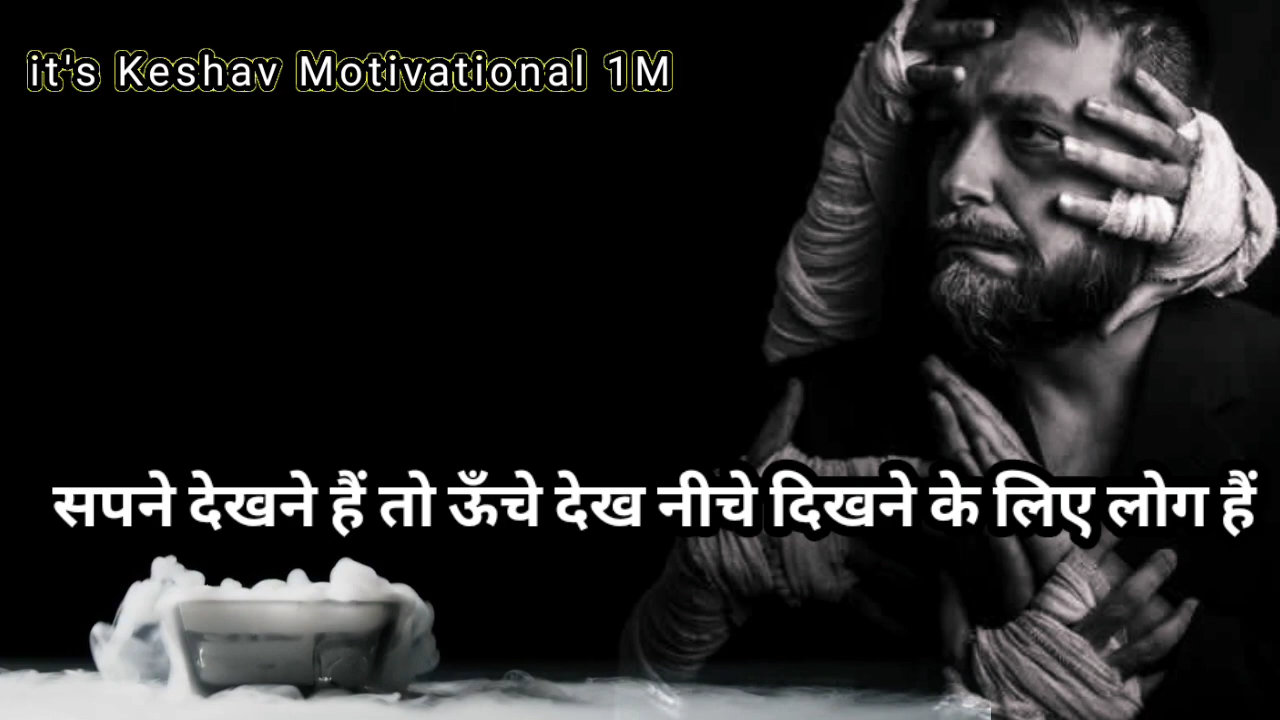 it's Keshav Motivational 1M
सपने देखने हैं तो ऊँचे देख नीचे दिखने के लिए लोग हैं